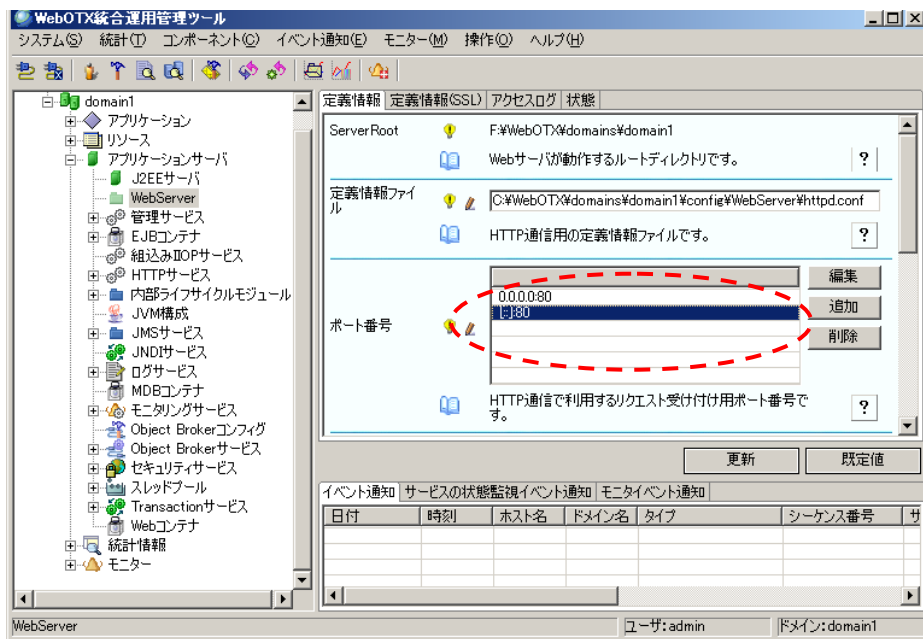 WebOTX統合運用管理ツール
システム(S) 統計(T) コンポーネント(C) イベント通知(E) モニター(M) 操作(O) ヘルプ(H)
domain1
アプリケーション
リソース
アプリケーションサーバ
J2EEサーバ
WebServer
管理サービス
EJBコンテナ
組込みIIOPサービス
HTTPサービス
内部ライフサイクルモジュール
JVM構成
JMSサービス
JNDIサービス
ログサービス
MDBコンテナ
モニタリングサービス
Object Brokerコンフィグ
Object Brokerサービス
セキュリティサービス
スレッドプール
Transactionサービス
Webコンテナ
統計情報
モニター
定義情報 定義情報(SSL) アクセスログ 状態
ServerRoot F:¥WebOTX¥domains¥domain1
Webサーバが動作するルートディレクトリです。 ?
定義情報ファイ
ル
C:¥WebOTX¥domains¥domain1¥config¥WebServer¥httpd.conf
HTTP通信用の定義情報ファイルです。 ?
ポート番号
0.0.0.0:80
[::]:80
編集
追加
削除
HTTP通信で利用するリクエスト受け付け用ポート番号で
す。
?
更新 既定値
イベント通知 サービスの状態監視イベント通知 モニタイベント通知
日付 時刻 ホスト名 ドメイン名 タイプ シーケンス番号 サ
WebServer ユーザ:admin ドメイン:domain1